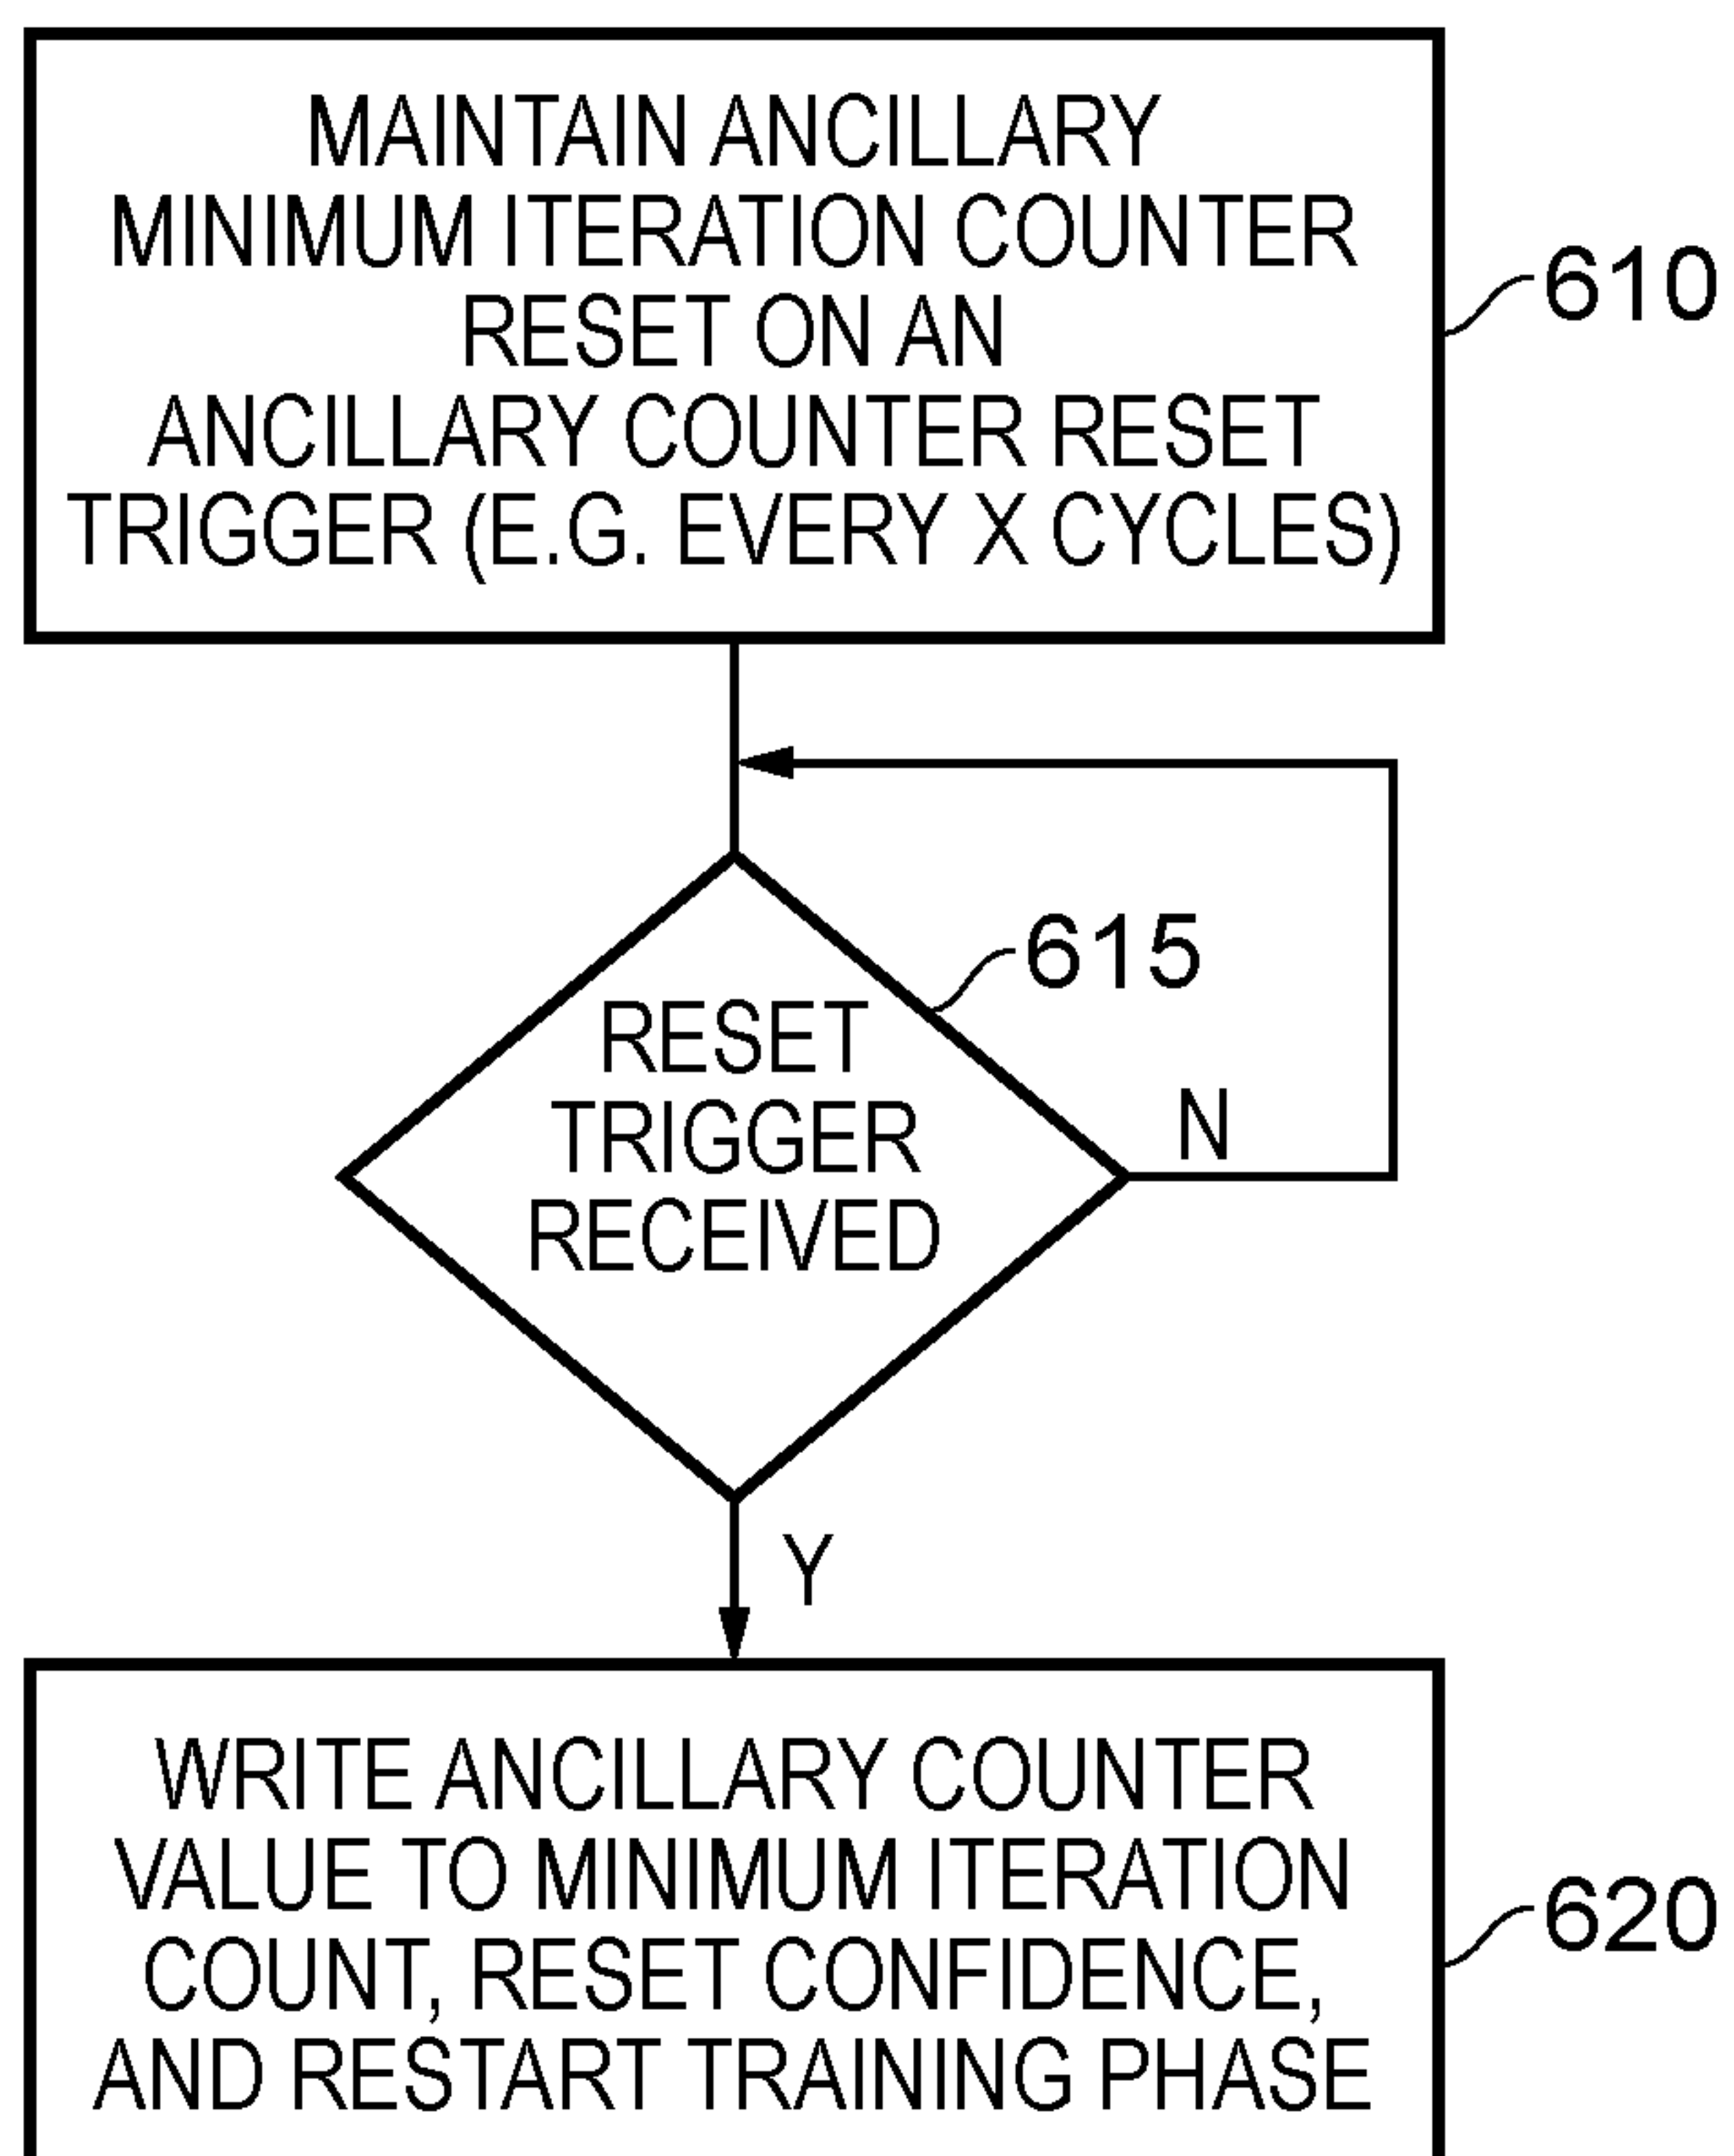 MAINTAIN ANCILLARY
MINIMUM ITERATION COUNTER
RESET ON AN
ANCILLARY COUNTER RESET
TRIGGER (E.G. EVERY X CYCLES)
610
615
RESET
TRIGGER
RECEIVED
N
Y
WRITE ANCILLARY COUNTER
VALUE TO MINIMUM ITERATION
COUNT, RESET CONFIDENCE,
AND RESTART TRAINING PHASE
620